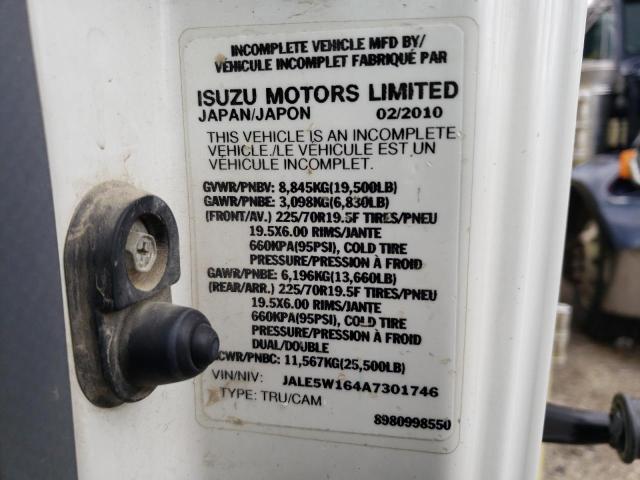 INCOMPLETE VEHICLE MFD BY/
VÉHICULE INCOMPLET FABRIQUÉ PAR
ISUZU MOTORS LIMITED
JAPAN/JAPON 02/2010
THIS VEHICLE IS AN INCOMPLETE
VEHICLE./LE VÉHICULE EST UN
VÉHICULE INCOMPLET.
GVWR/PNBV: 8,845KG(19,500LB)
GAWR/PNBE: 3,098KG(6,830LB)
(FRONT/AV.) 225/70R19.5F TIRES/PNEU
19.5X6.00 RIMS/JANTE
660KPA(95PSI), COLD TIRE
PRESSURE/PRESSION À FROID
GAWR/PNBE: 6,196KG(13,660LB)
(REAR/ARR.) 225/70R19.5F TIRES/PNEU
19.5X6.00 RIMS/JANTE
660KPA(95PSI), COLD TIRE
PRESSURE/PRESSION À FROID
DUAL/DOUBLE
CWR/PNBC: 11,567KG(25,500LB)
VIN/NIV: JALE5W164A7301746
TYPE: TRU/CAM
8980998550